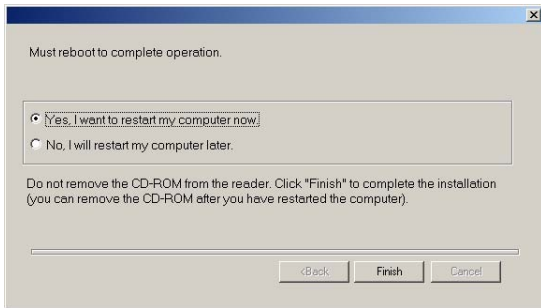 Must reboot to complete operation.
Yes, I want to restart my computer now.
No, I will restart my computer later.
Do not remove the CD-ROM from the reader. Click "Finish" to complete the installation
(you can remove the CD-ROM after you have restarted the computer).
<Back Finish Cancel